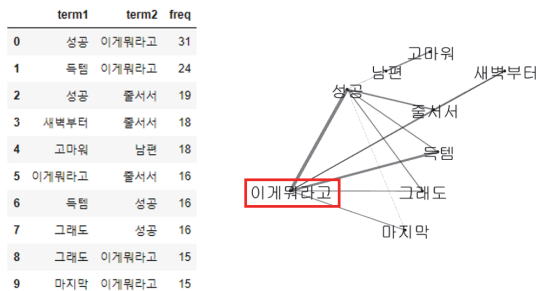 term1 term2 freq
0 성공 이게뭐라고 31
1 득템 이게뭐라고 24
2 성공 줄서서 19
3 새벽부터 줄서서 18
4 고마워 남편 18
5 이게뭐라고 줄서서 16
6 득템 성공 16
7 그래도 성공 16
8 그래도 이게뭐라고 15
9 마지막 이게뭐라고 15
고마워
남편
새벽부터
성공
줄서서
득템
이게뭐라고
그래도
마지막